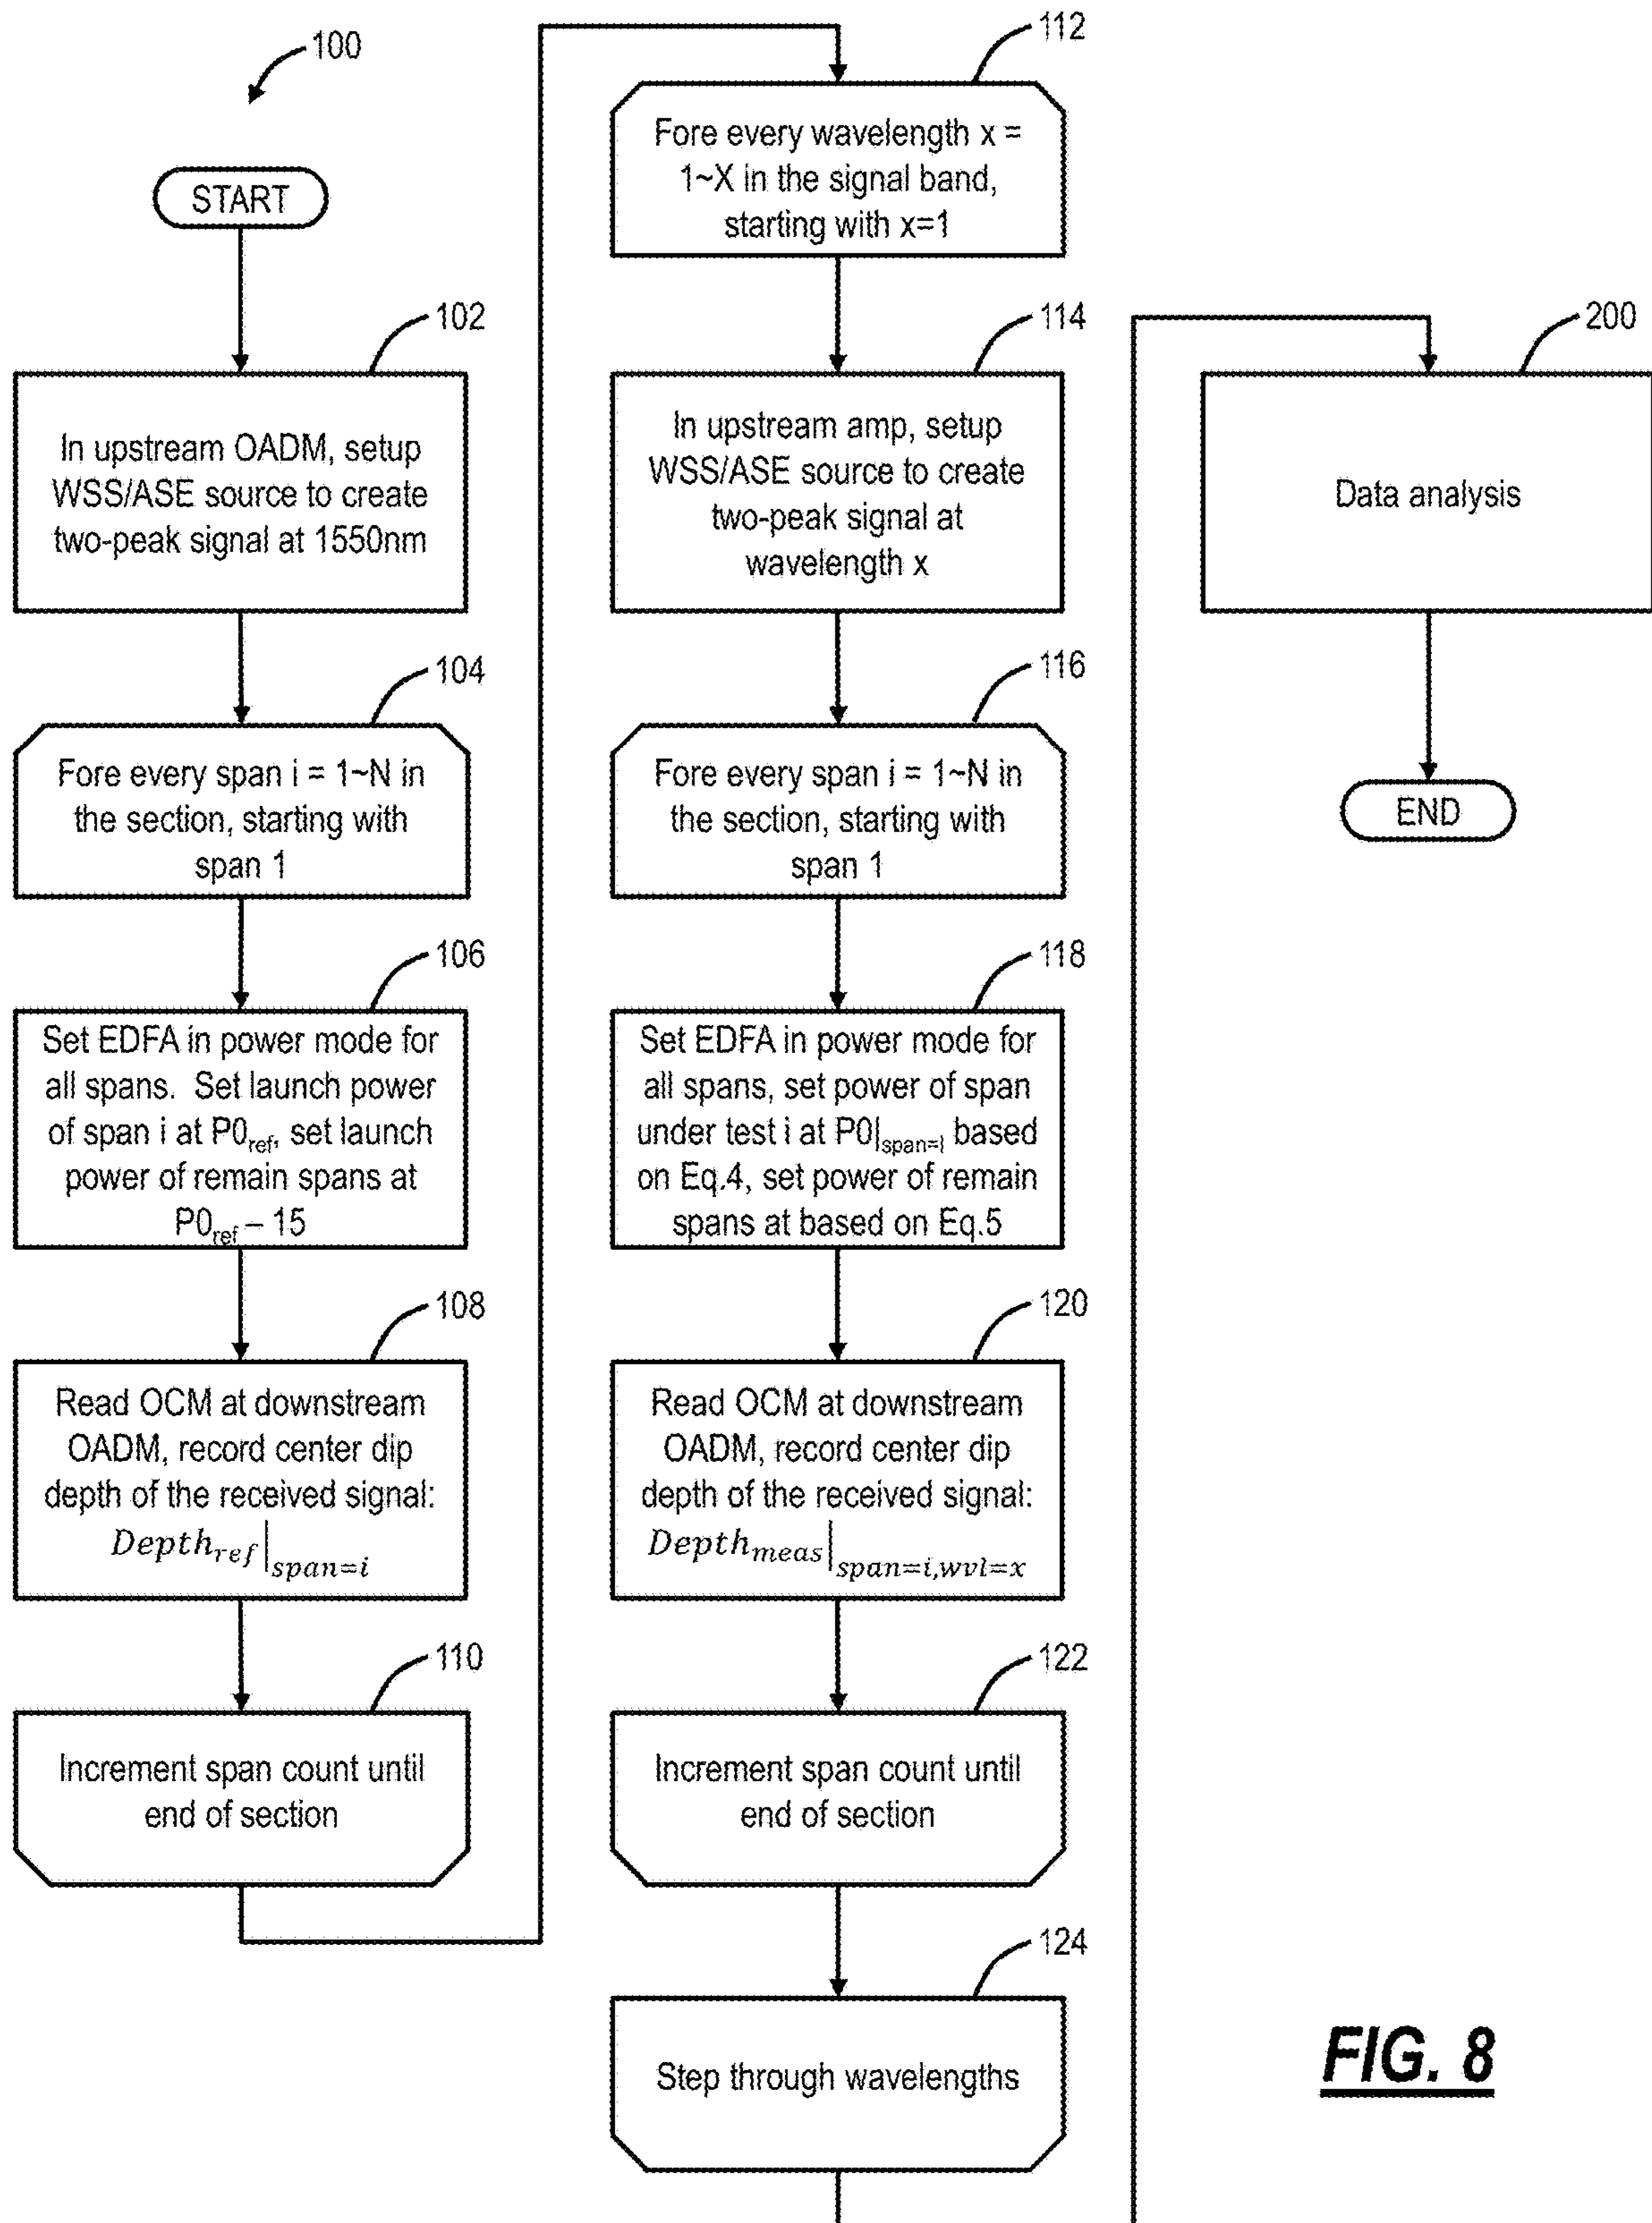 100
START
102
In upstream OADM, setup
WSS/ASE source to create
two-peak signal at 1550nm
104
Fore every span i = 1~N in
the section, starting with
span 1
106
Set EDFA in power mode for
all spans. Set launch power
of span i at P0ref, set launch
power of remain spans at
P0ref – 15
108
Read OCM at downstream
OADM, record center dip
depth of the received signal:
Depthref|span=i
110
Increment span count until
end of section
112
Fore every wavelength x =
1~X in the signal band,
starting with x=1
114
In upstream amp, setup
WSS/ASE source to create
two-peak signal at
wavelength x
116
Fore every span i = 1~N in
the section, starting with
span 1
118
Set EDFA in power mode for
all spans, set power of span
under test i at P0|span=i based
on Eq.4, set power of remain
spans at based on Eq.5
120
Read OCM at downstream
OADM, record center dip
depth of the received signal:
Depthmeas|span=i,wvl=x
122
Increment span count until
end of section
124
Step through wavelengths
200
Data analysis
END
FIG. 8